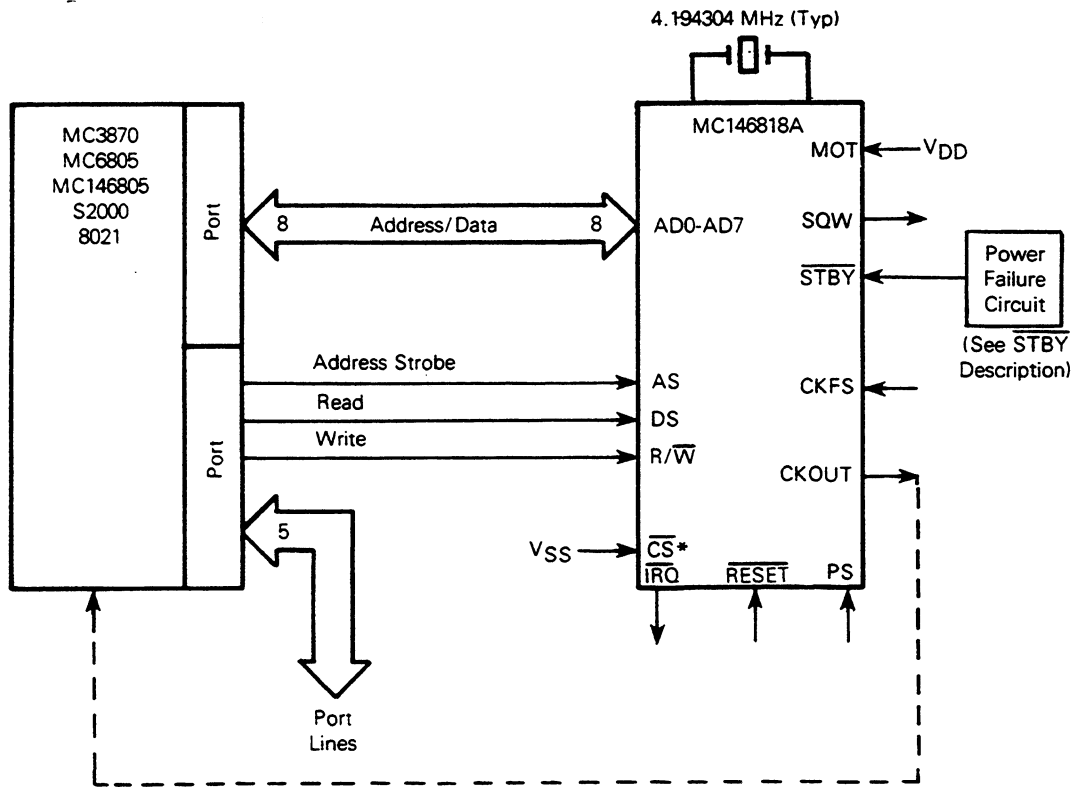 4.194304 MHz (Typ)
MC3870
MC6805
MC146805
S2000
8021
Port
8 Address/Data 8
Port
Address Strobe
Read
Write
5
Port
Lines
MC146818A
MOT
VDD
AD0-AD7
SQW
STBY
Power
Failure
Circuit
(See STBY
Description)
AS
CKFS
DS
R/W
CKOUT
VSS
CS*
IRQ
RESET
PS